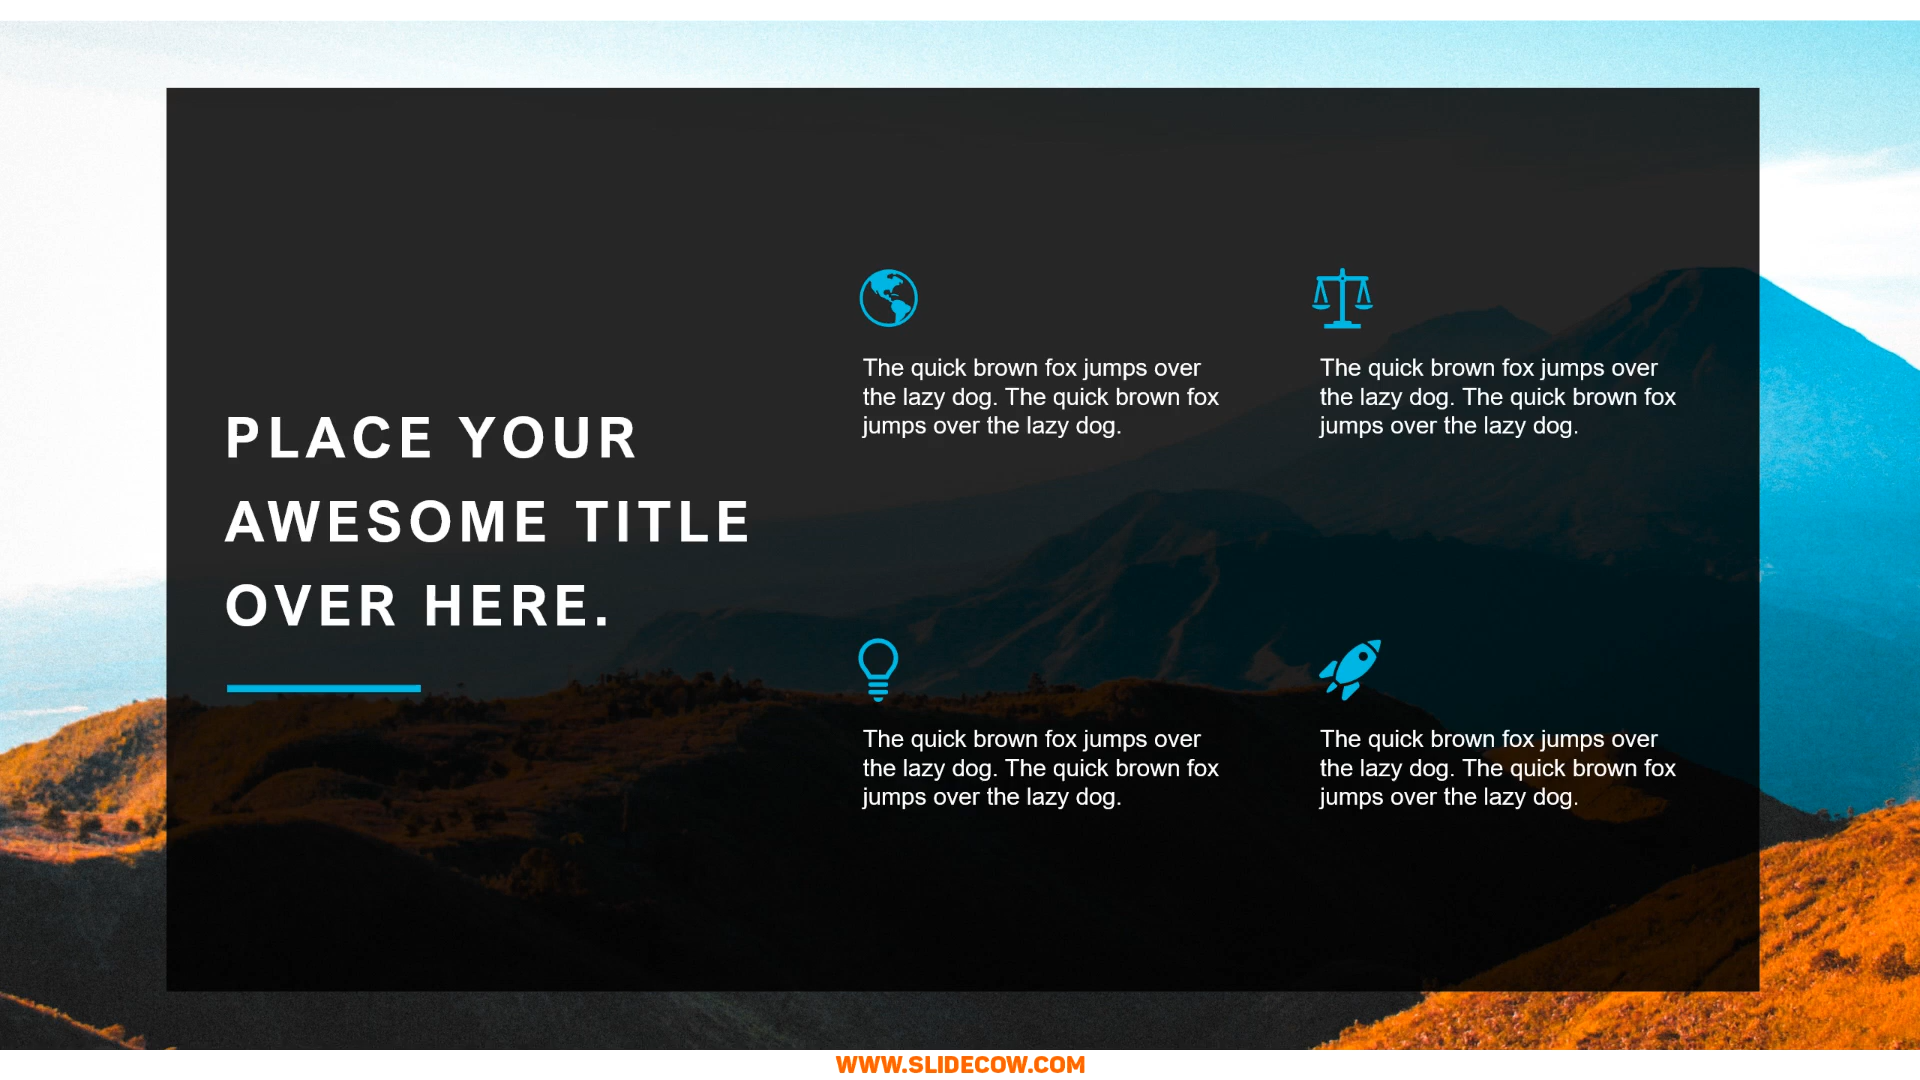 PLACE YOUR
AWESOME TITLE
OVER HERE.
The quick brown fox jumps over
the lazy dog. The quick brown fox
jumps over the lazy dog.
The quick brown fox jumps over
the lazy dog. The quick brown fox
jumps over the lazy dog.
The quick brown fox jumps over
the lazy dog. The quick brown fox
jumps over the lazy dog.
The quick brown fox jumps over
the lazy dog. The quick brown fox
jumps over the lazy dog.
WWW.SLIDECOW.COM